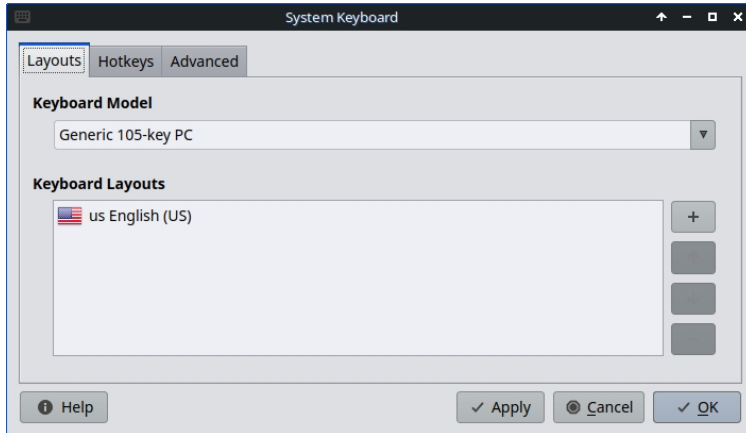 System Keyboard
Layouts Hotkeys Advanced
Keyboard Model
Generic 105-key PC
Keyboard Layouts
us English (US)
Help Apply Cancel OK